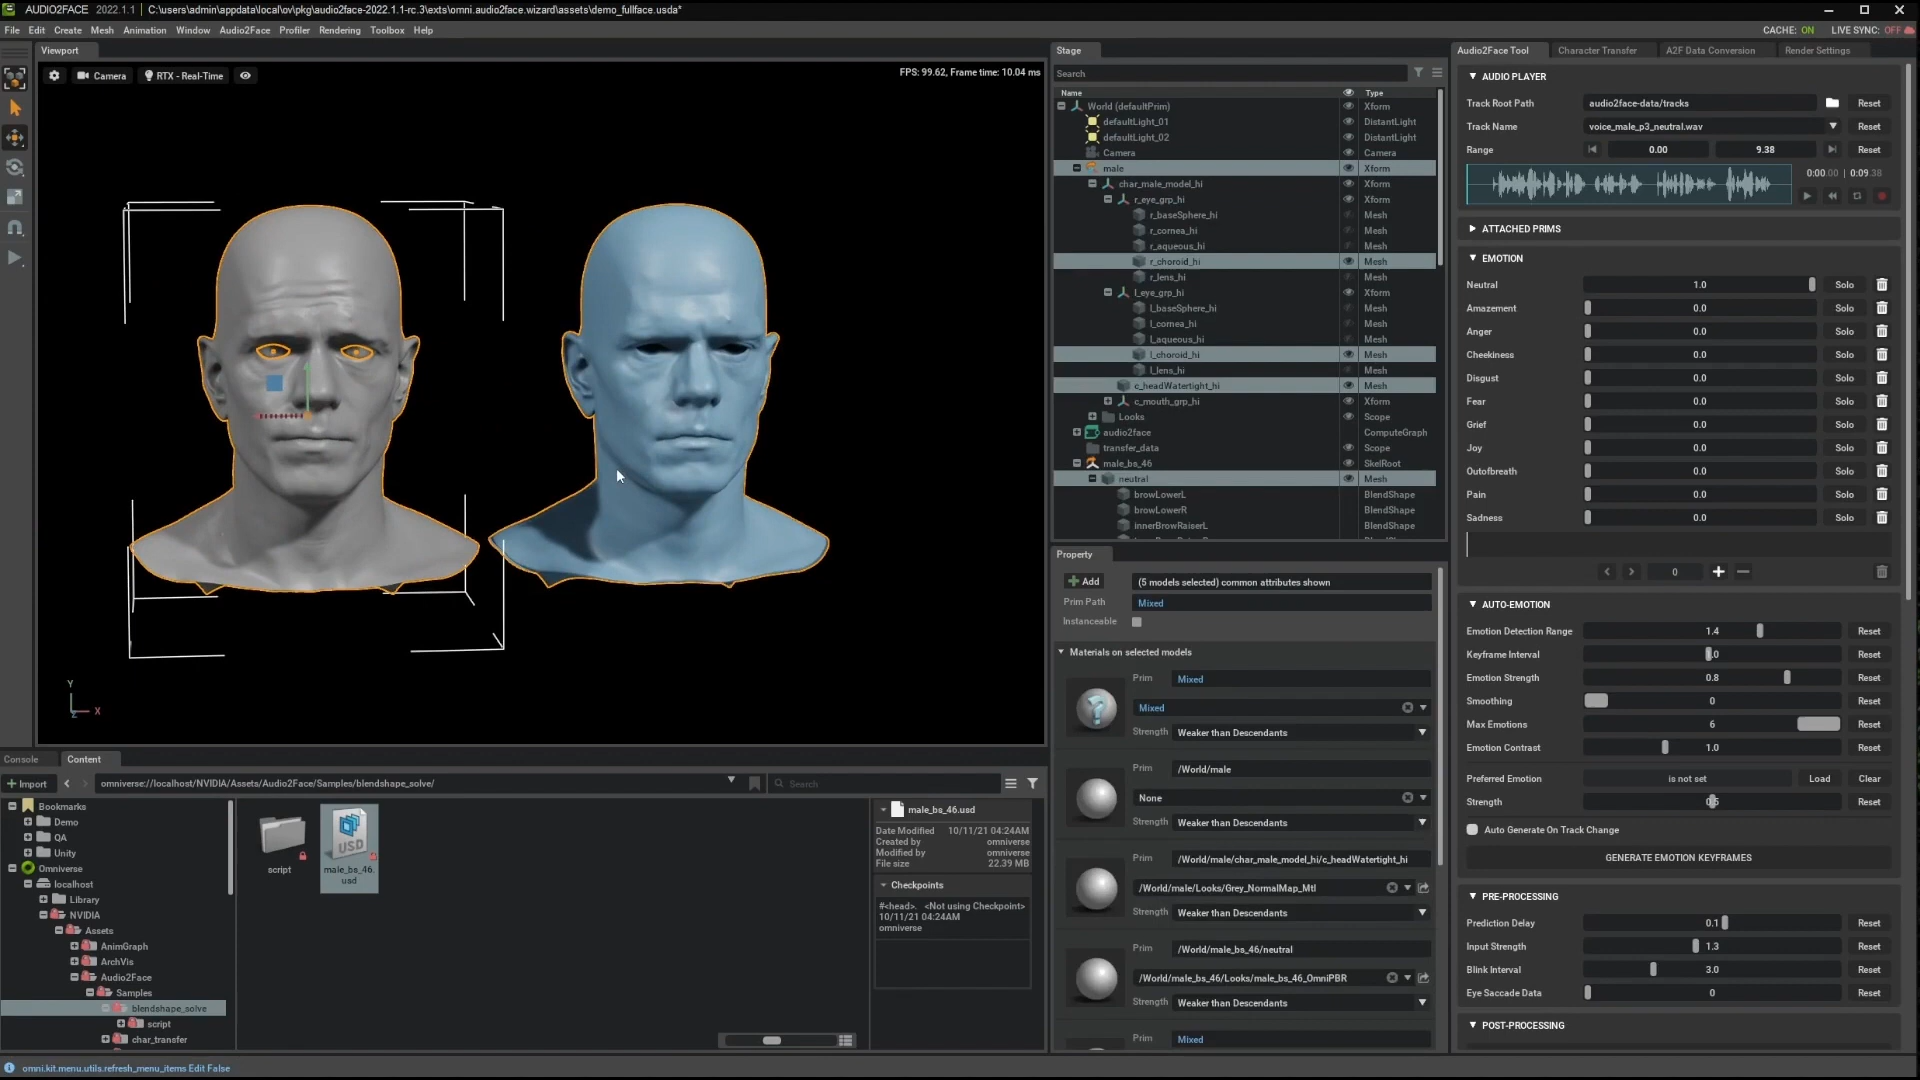 AUDIO2FACE 2022.1.1 C:\users\admin\appdata\local\ov\pkg\audio2face-2022.1.1-rc.3\exts\omni.audio2face.wizard\assets\demo_fullface.usda*
File Edit Create Mesh Animation Window Audio2Face Profiler Rendering Toolbox Help
CACHE: ON LIVE SYNC: OFF
Viewport
Camera RTX - Real-Time
FPS: 99.62, Frame time: 10.04 ms
Y
X
Z
Stage
Search
Name Type
World (defaultPrim) Xform
defaultLight_01 DistantLight
defaultLight_02 DistantLight
Camera Camera
male Xform
char_male_model_hi Xform
r_eye_grp_hi Xform
r_baseSphere_hi Mesh
r_cornea_hi Mesh
r_aqueous_hi Mesh
r_choroid_hi Mesh
r_lens_hi Mesh
l_eye_grp_hi Xform
l_baseSphere_hi Mesh
l_cornea_hi Mesh
l_aqueous_hi Mesh
l_choroid_hi Mesh
l_lens_hi Mesh
c_headWatertight_hi Mesh
c_mouth_grp_hi Xform
Looks Scope
audio2face ComputeGraph
transfer_data Scope
male_bs_46 SkelRoot
neutral Mesh
browLowerL BlendShape
browLowerR BlendShape
innerBrowRaiserL BlendShape
Property
Add (5 models selected) common attributes shown
Prim Path Mixed
Instanceable
Materials on selected models
Prim Mixed
Mixed
Strength Weaker than Descendants
Prim /World/male
None
Strength Weaker than Descendants
Prim /World/male/char_male_model_hi/c_headWatertight_hi
/World/male/Looks/Grey_NormalMap_Mtl
Strength Weaker than Descendants
Prim /World/male_bs_46/neutral
/World/male_bs_46/Looks/male_bs_46_OmniPBR
Strength Weaker than Descendants
Prim Mixed
Audio2Face Tool Character Transfer A2F Data Conversion Render Settings
AUDIO PLAYER
Track Root Path audio2face-data/tracks Reset
Track Name voice_male_p3_neutral.wav Reset
Range 0.00 9.38 Reset
0:00.00 | 0:09.38
ATTACHED PRIMS
EMOTION
Neutral 1.0 Solo
Amazement 0.0 Solo
Anger 0.0 Solo
Cheekiness 0.0 Solo
Disgust 0.0 Solo
Fear 0.0 Solo
Grief 0.0 Solo
Joy 0.0 Solo
Outofbreath 0.0 Solo
Pain 0.0 Solo
Sadness 0.0 Solo
0
AUTO-EMOTION
Emotion Detection Range 1.4 Reset
Keyframe Interval Reset
Emotion Strength 0.8 Reset
Smoothing 0 Reset
Max Emotions 6 Reset
Emotion Contrast 1.0 Reset
Preferred Emotion is not set Load Clear
Strength Reset
Auto Generate On Track Change
GENERATE EMOTION KEYFRAMES
PRE-PROCESSING
Prediction Delay 0.1 Reset
Input Strength 1.3 Reset
Blink Interval 3.0 Reset
Eye Saccade Data 0 Reset
POST-PROCESSING
Console Content
Import omniverse://localhost/NVIDIA/Assets/Audio2Face/Samples/blendshape_solve/ Search
Bookmarks
Demo
QA
Unity
Omniverse
localhost
Library
NVIDIA
Assets
AnimGraph
ArchVis
Audio2Face
Samples
blendshape_solve
script
char_transfer
script
USD
male_bs_46.
usd
male_bs_46.usd
Date Modified 10/11/21 04:24AM
Created by omniverse
Modified by omniverse
File size 22.39 MB
Checkpoints
#<head>. <Not using Checkpoint>
10/11/21 04:24AM
omniverse
omni.kit.menu.utils.refresh_menu_items Edit False